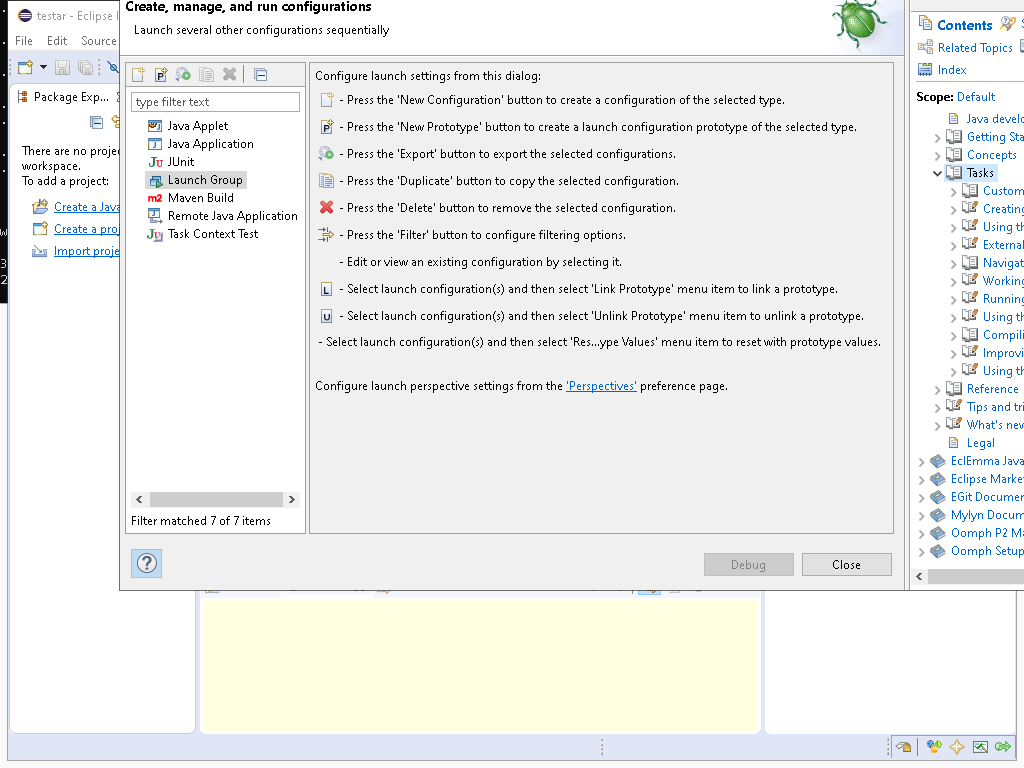 testar - Eclipse I
File Edit Source
Package Exp...
There are no proje
workspace.
To add a project:
Create a Java
Create a proj
Import proje
Create, manage, and run configurations
Launch several other configurations sequentially
type filter text
Java Applet
Java Application
Ju JUnit
Launch Group
m2 Maven Build
Remote Java Application
Task Context Test
Filter matched 7 of 7 items
Configure launch settings from this dialog:
- Press the 'New Configuration' button to create a configuration of the selected type.
- Press the 'New Prototype' button to create a launch configuration prototype of the selected type.
- Press the 'Export' button to export the selected configurations.
- Press the 'Duplicate' button to copy the selected configuration.
- Press the 'Delete' button to remove the selected configuration.
- Press the 'Filter' button to configure filtering options.
- Edit or view an existing configuration by selecting it.
L - Select launch configuration(s) and then select 'Link Prototype' menu item to link a prototype.
U - Select launch configuration(s) and then select 'Unlink Prototype' menu item to unlink a prototype.
- Select launch configuration(s) and then select 'Res...ype Values' menu item to reset with prototype values.
Configure launch perspective settings from the 'Perspectives' preference page.
Debug
Close
Contents
Related Topics
Index
Scope: Default
Java develo
Getting Sta
Concepts
Tasks
Custom
Creating
Using th
External
Navigat
Working
Running
Using th
Compili
Improvi
Using th
Reference
Tips and tri
What's new
Legal
EclEmma Java
Eclipse Marke
EGit Documen
Mylyn Docum
Oomph P2 Ma
Oomph Setup